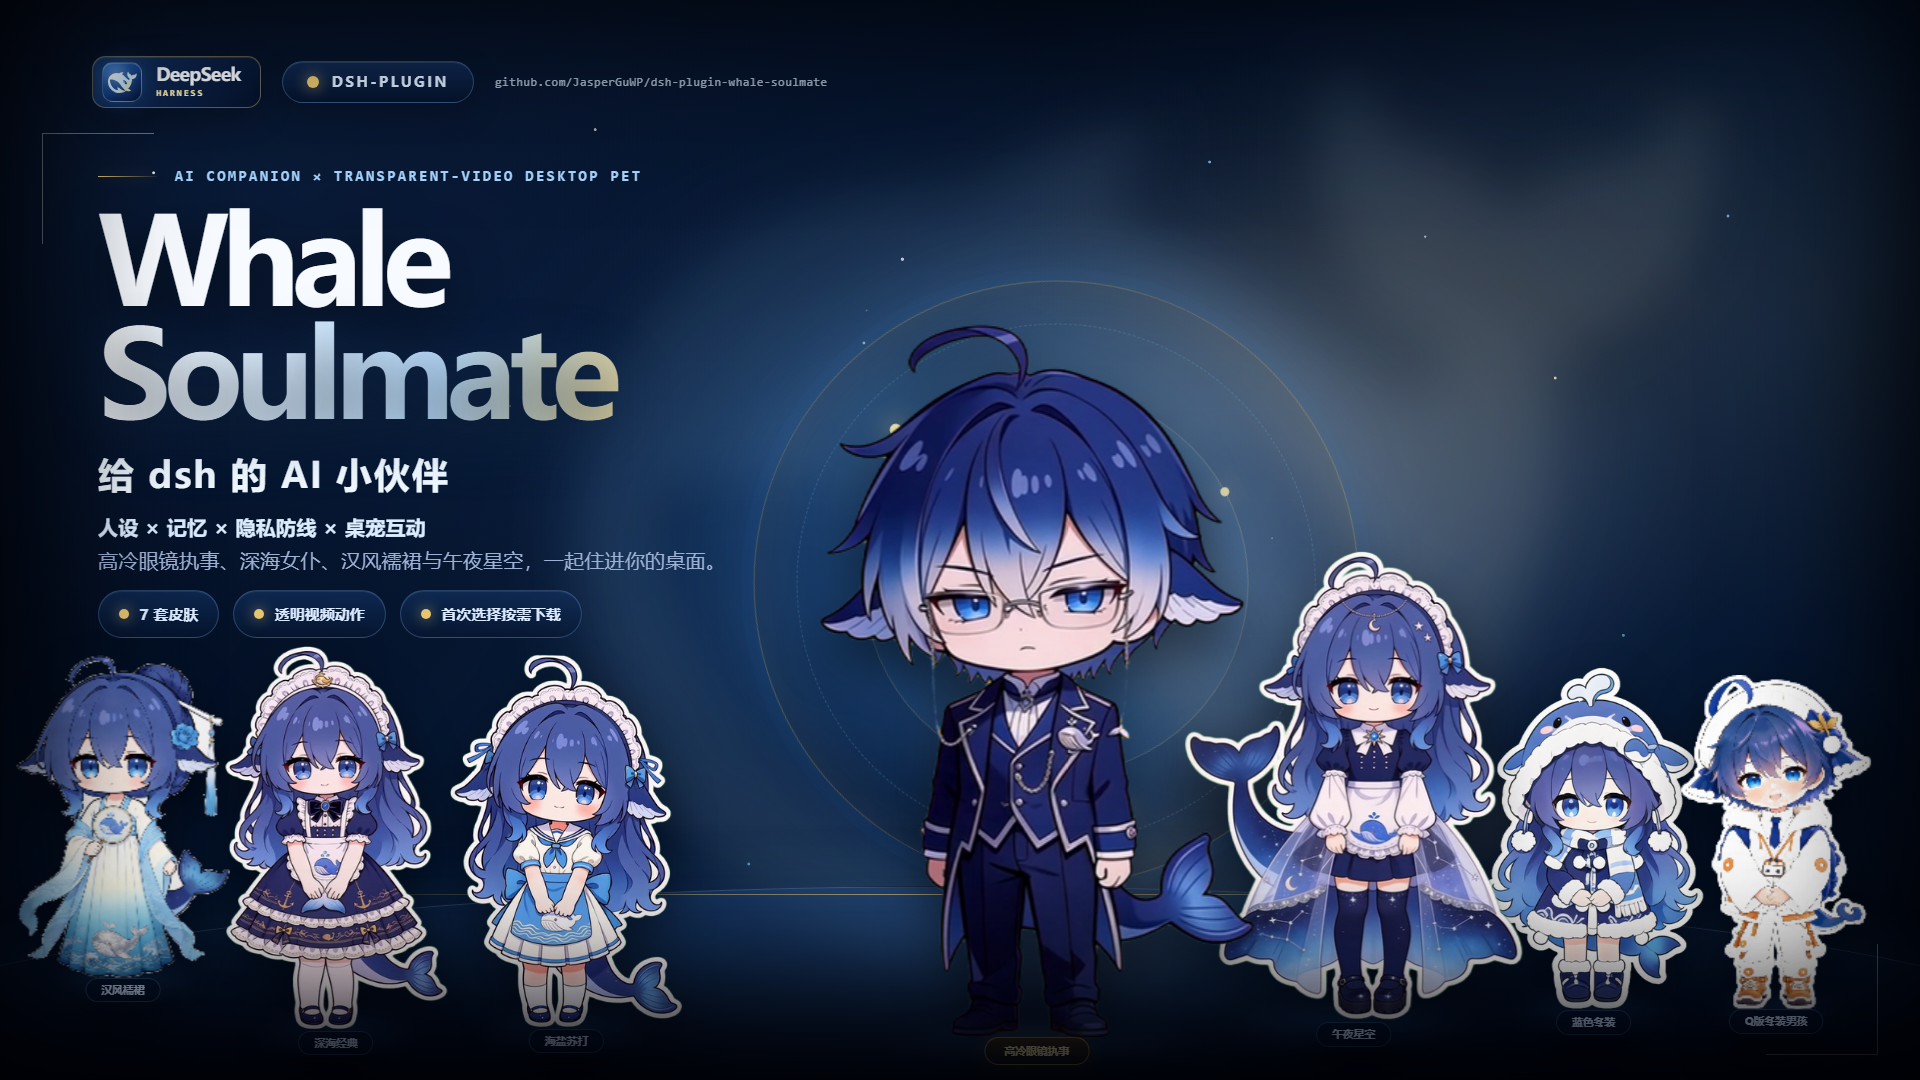 DeepSeek
HARNESS
DSH-PLUGIN
github.com/JasperGuWP/dsh-plugin-whale-soulmate
AI COMPANION × TRANSPARENT-VIDEO DESKTOP PET
Whale
Soulmate
给 dsh 的 AI 小伙伴
人设 × 记忆 × 隐私防线 × 桌宠互动
高冷眼镜执事、深海女仆、汉风襦裙与午夜星空，一起住进你的桌面。
7 套皮肤
透明视频动作
首次选择按需下载
汉风襦裙
深海经典
海盐苏打
高冷眼镜执事
午夜星空
蓝色冬装
Q版冬装男孩